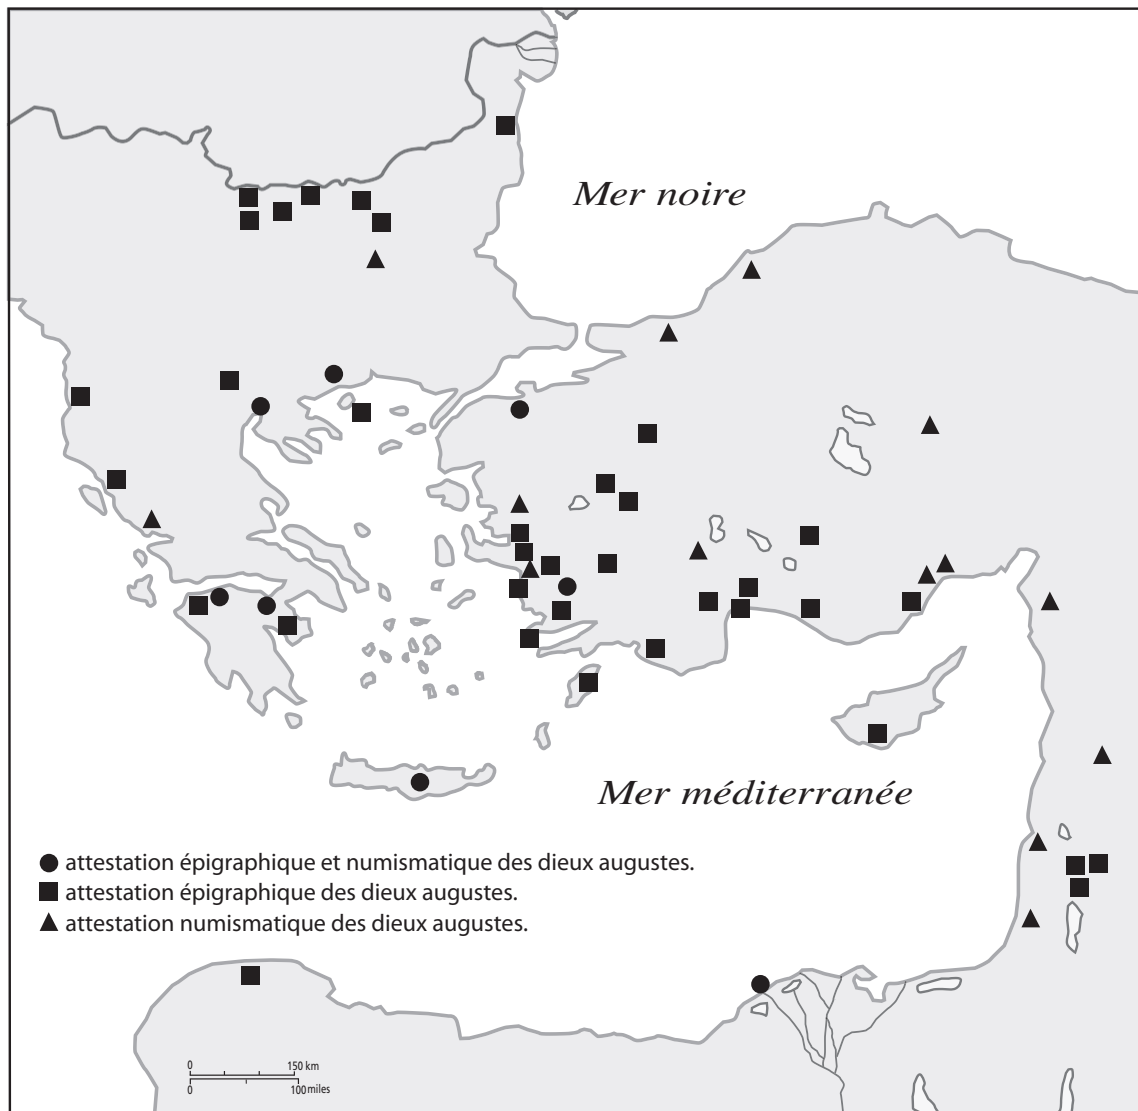 Mer noire
Mer méditerranée
attestation épigraphique et numismatique des dieux augustes.
attestation épigraphique des dieux augustes.
attestation numismatique des dieux augustes.
0 150 km
0 100 miles